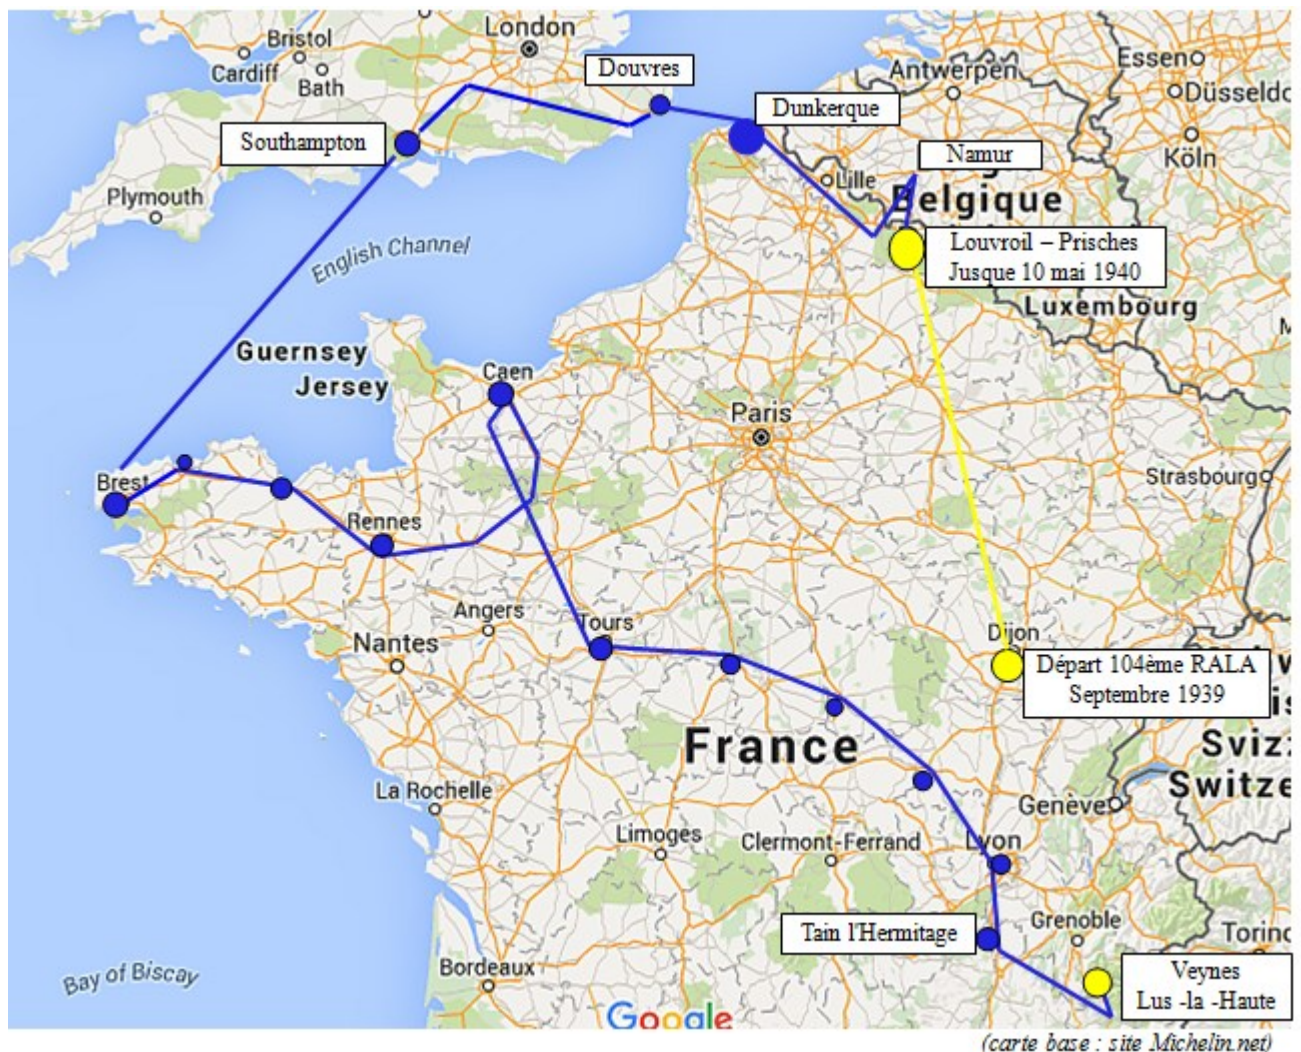 London
Bristol
Cardiff
Bath
Douvres
Antwerpen
Essen
Düsseldo
Dunkerque
Southampton
Namur
Köln
Lille
Plymouth
Belgique
English Channel
Louvroil – Prisches
Jusque 10 mai 1940
Luxembourg
Guernsey
Jersey
Caen
Paris
Brest
Strasbourg
Rennes
Angers
Tours
Dijon
Nantes
Départ 104ème RALA
Septembre 1939
France
Sviz
Switze
La Rochelle
Genève
Limoges
Clermont-Ferrand
Lyon
Tain l'Hermitage
Grenoble
Torino
Bay of Biscay
Bordeaux
Veynes
Lus -la -Haute
Google
(carte base : site Michelin.net)